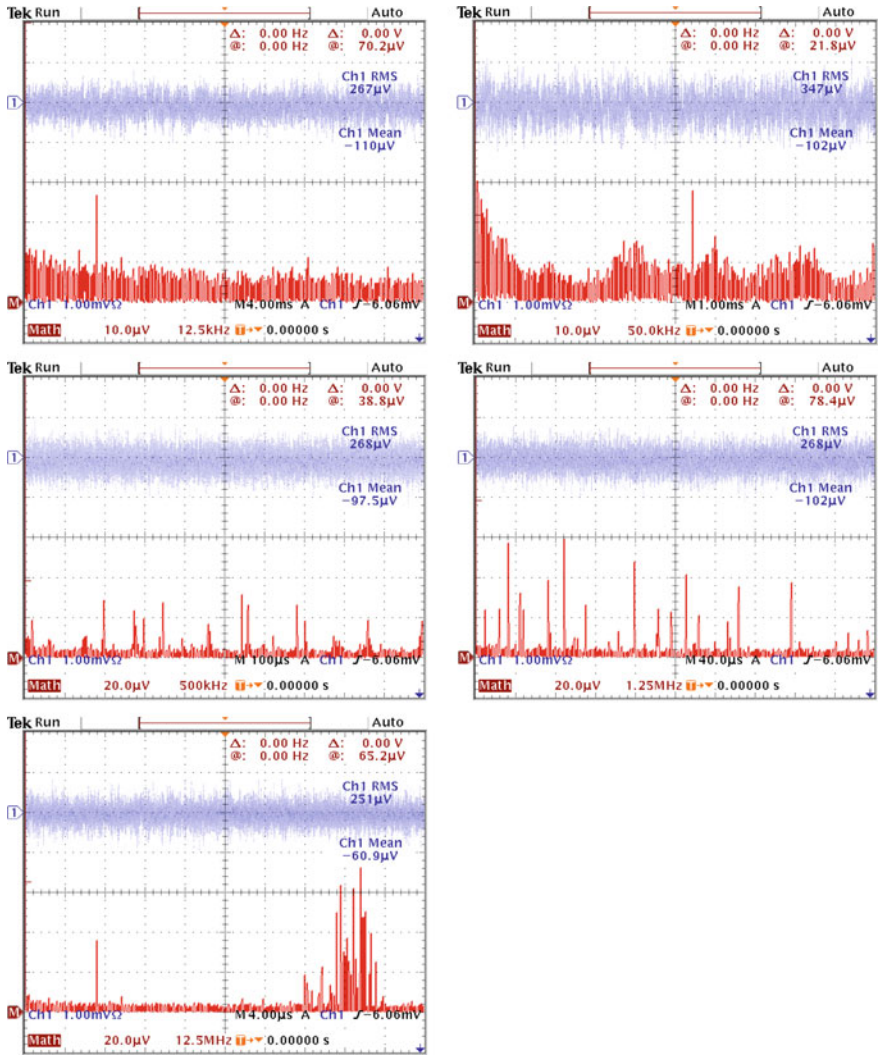 Tek Run Auto
Δ: 0.00 Hz Δ: 0.00 V
@: 0.00 Hz @: 70.2µV
Ch1 RMS
267µV
1
Ch1 Mean
−110µV
M
Ch1 1.00mVΩ M 4.00ms A Ch1 −6.06mV
Math 10.0µV 12.5kHz T 0.00000 s
Tek Run Auto
Δ: 0.00 Hz Δ: 0.00 V
@: 0.00 Hz @: 21.8µV
Ch1 RMS
347µV
1
Ch1 Mean
−102µV
M
Ch1 1.00mVΩ M 1.00ms A Ch1 −6.06mV
Math 10.0µV 50.0kHz T 0.00000 s
Tek Run Auto
Δ: 0.00 Hz Δ: 0.00 V
@: 0.00 Hz @: 38.8µV
Ch1 RMS
268µV
1
Ch1 Mean
−97.5µV
M
Ch1 1.00mVΩ M 100µs A Ch1 −6.06mV
Math 20.0µV 500kHz T 0.00000 s
Tek Run Auto
Δ: 0.00 Hz Δ: 0.00 V
@: 0.00 Hz @: 78.4µV
Ch1 RMS
268µV
1
Ch1 Mean
−102µV
M
Ch1 1.00mVΩ M 40.0µs A Ch1 −6.06mV
Math 20.0µV 1.25MHz T 0.00000 s
Tek Run Auto
Δ: 0.00 Hz Δ: 0.00 V
@: 0.00 Hz @: 65.2µV
Ch1 RMS
251µV
1
Ch1 Mean
−60.9µV
M
Ch1 1.00mVΩ M 4.00µs A Ch1 −6.06mV
Math 20.0µV 12.5MHz T 0.00000 s